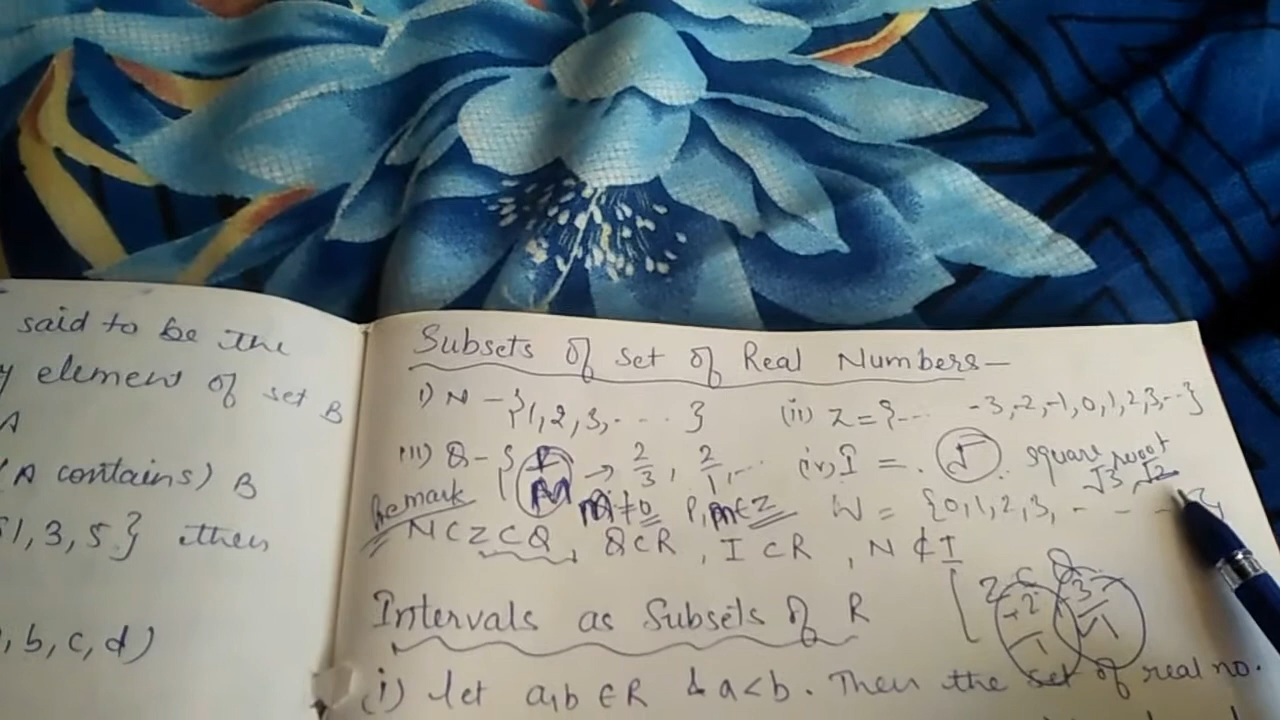 said to be the
y element of set B
A
(A contains) B
{1, 3, 5} then
, b, c, d)
Subsets of set of Real Numbers—
i) N - {1, 2, 3, .... } (ii) Z = {... -3, -2, -1, 0, 1, 2, 3, ..}
iii) Q - { P/M → 2/3, 2/1, ... (iv) I = . √ . square root √3 √2
Remark M ≠ 0 P, M ∈ Z W = {0, 1, 2, 3, - - - }
N ⊂ Z ⊂ Q, Q ⊂ R, I ⊂ R, N ⊄ I
Z ⊂ Q
Intervals as Subsets of R
(i) let a, b ∈ R & a < b. Then the set of real no.